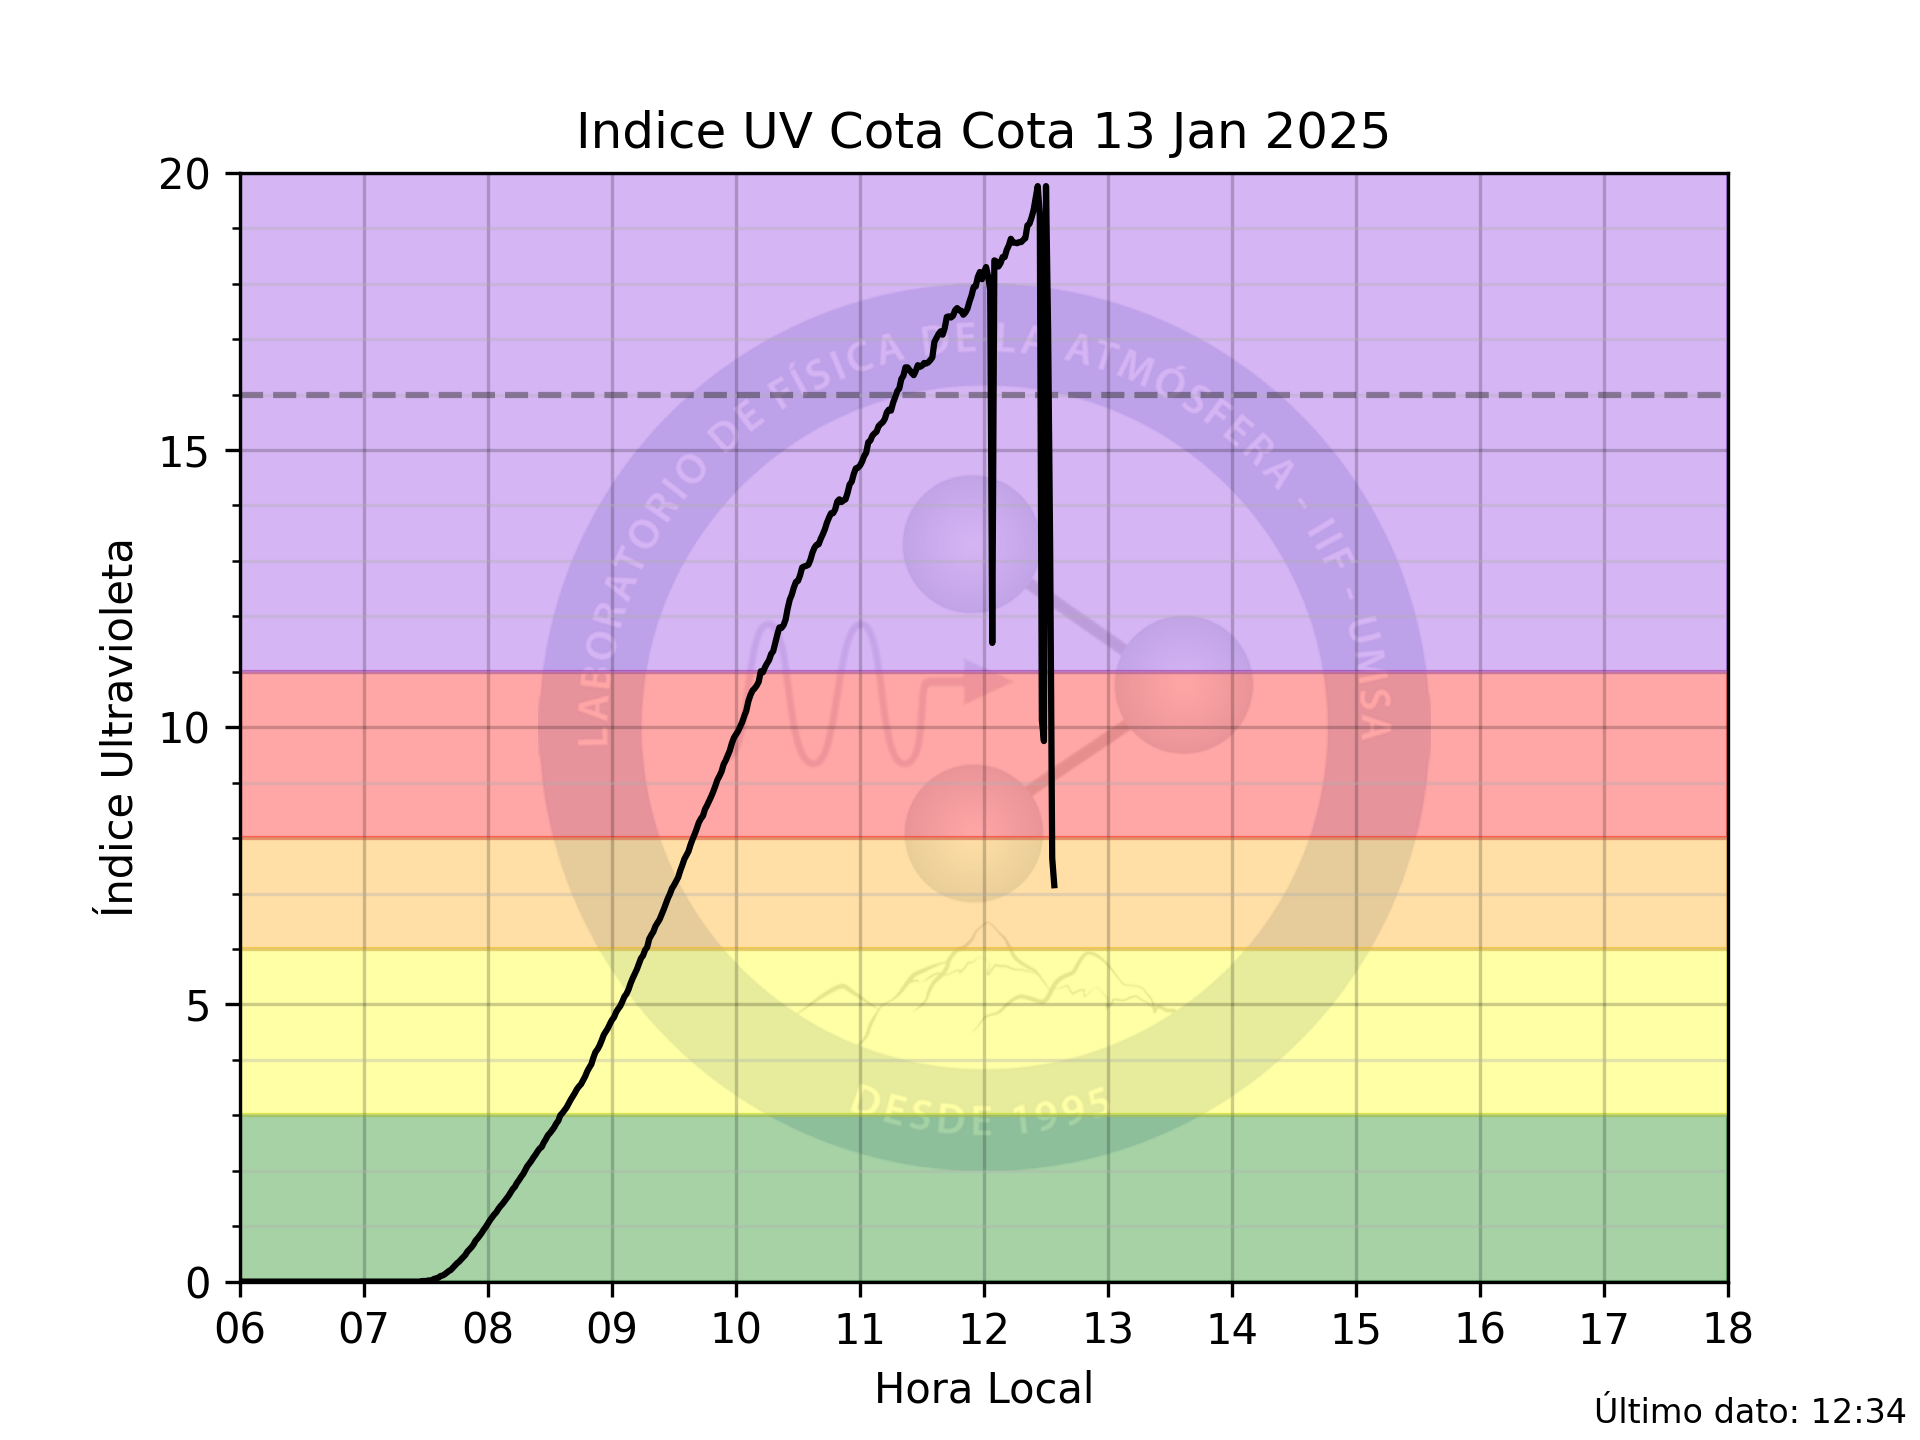 Indice UV Cota Cota 13 Jan 2025
20
15
10
5
0
Índice Ultravioleta
LABORATORIO DE FÍSICA DE LA ATMÓSFERA - IIF - UMSA
DESDE 1995
06 07 08 09 10 11 12 13 14 15 16 17 18
Hora Local
Último dato: 12:34